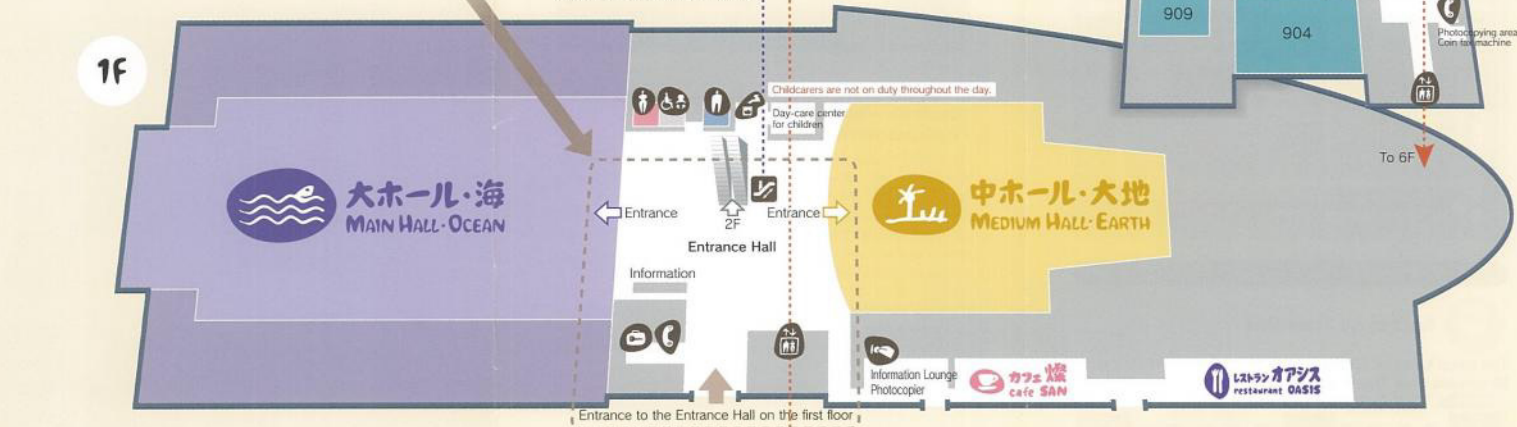 909
904
Photocopying area
Coin fax machine
1F
Childcarers are not on duty throughout the day.
Day-care center
for children
To 6F
大ホール・海
MAIN HALL・OCEAN
Entrance
2F
Entrance
Entrance Hall
中ホール・大地
MEDIUM HALL・EARTH
Information
Information Lounge
Photocopier
カフェ燦
cafe SAN
レストランオアシス
restaurant OASIS
Entrance to the Entrance Hall on the first floor